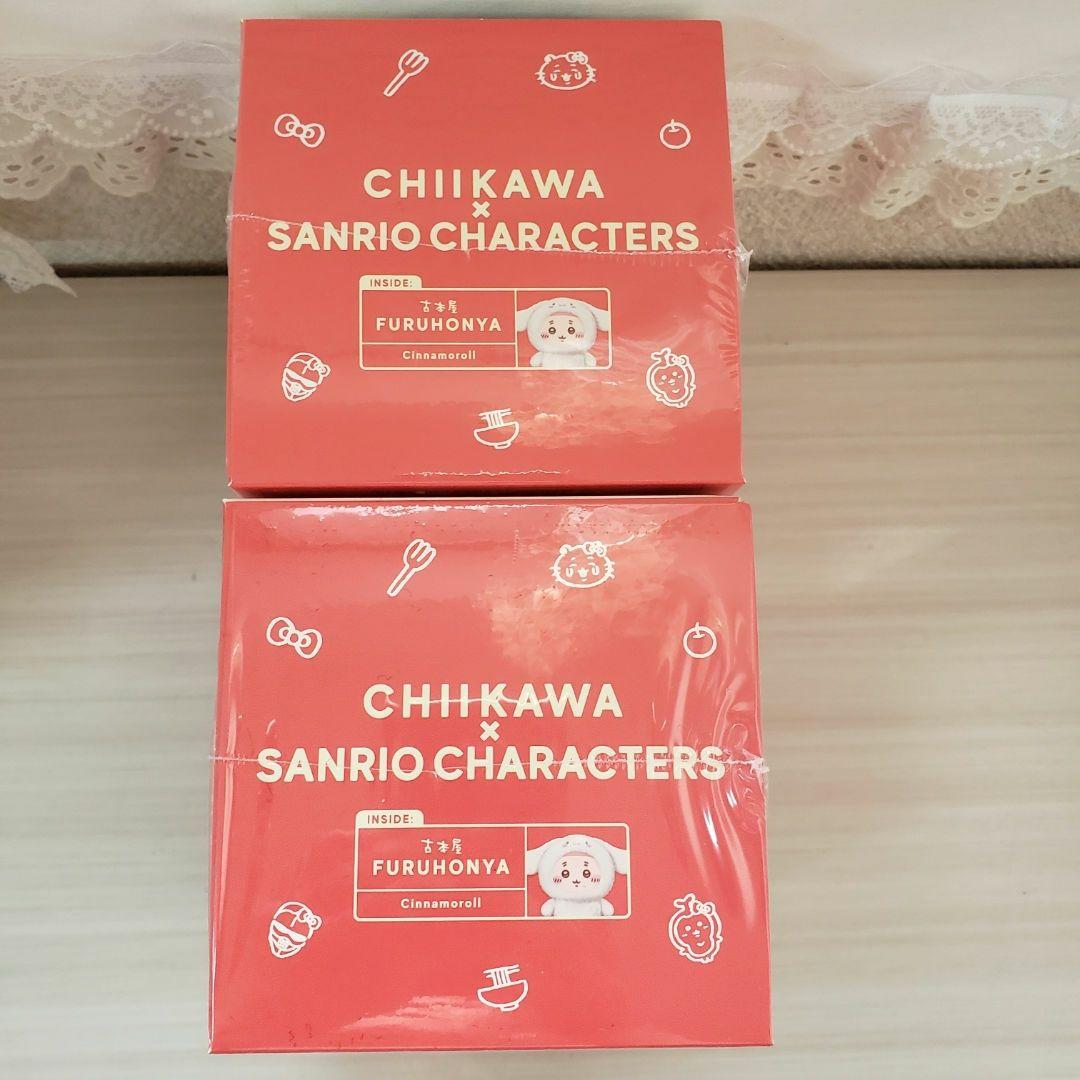 CHIIKAWA
×
SANRIO CHARACTERS
INSIDE:
古本屋
FURUHONYA
Cinnamoroll
CHIIKAWA
×
SANRIO CHARACTERS
INSIDE:
古本屋
FURUHONYA
Cinnamoroll